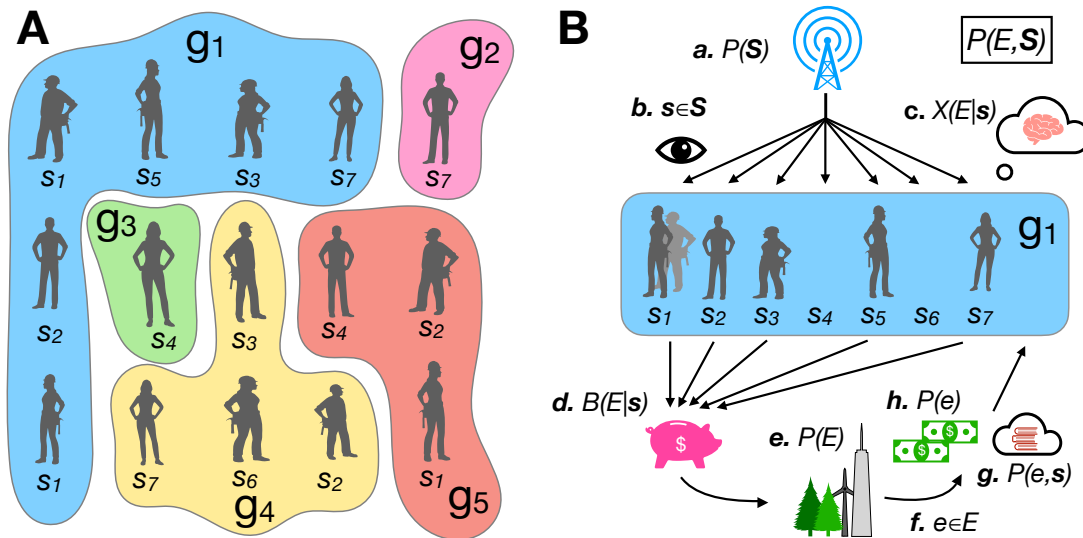 A
g1
g2
s1
s5
s3
s7
s7
g3
s2
s4
s3
s4
s2
s1
s7
s6
s2
s1
g4
g5
B
a. P(S)
P(E,S)
b. s∈S
c. X(E|s)
g1
s1 s2 s3 s4 s5 s6 s7
d. B(E|s)
$
e. P(E)
h. P(e)
$
$
g. P(e,s)
f. e∈E